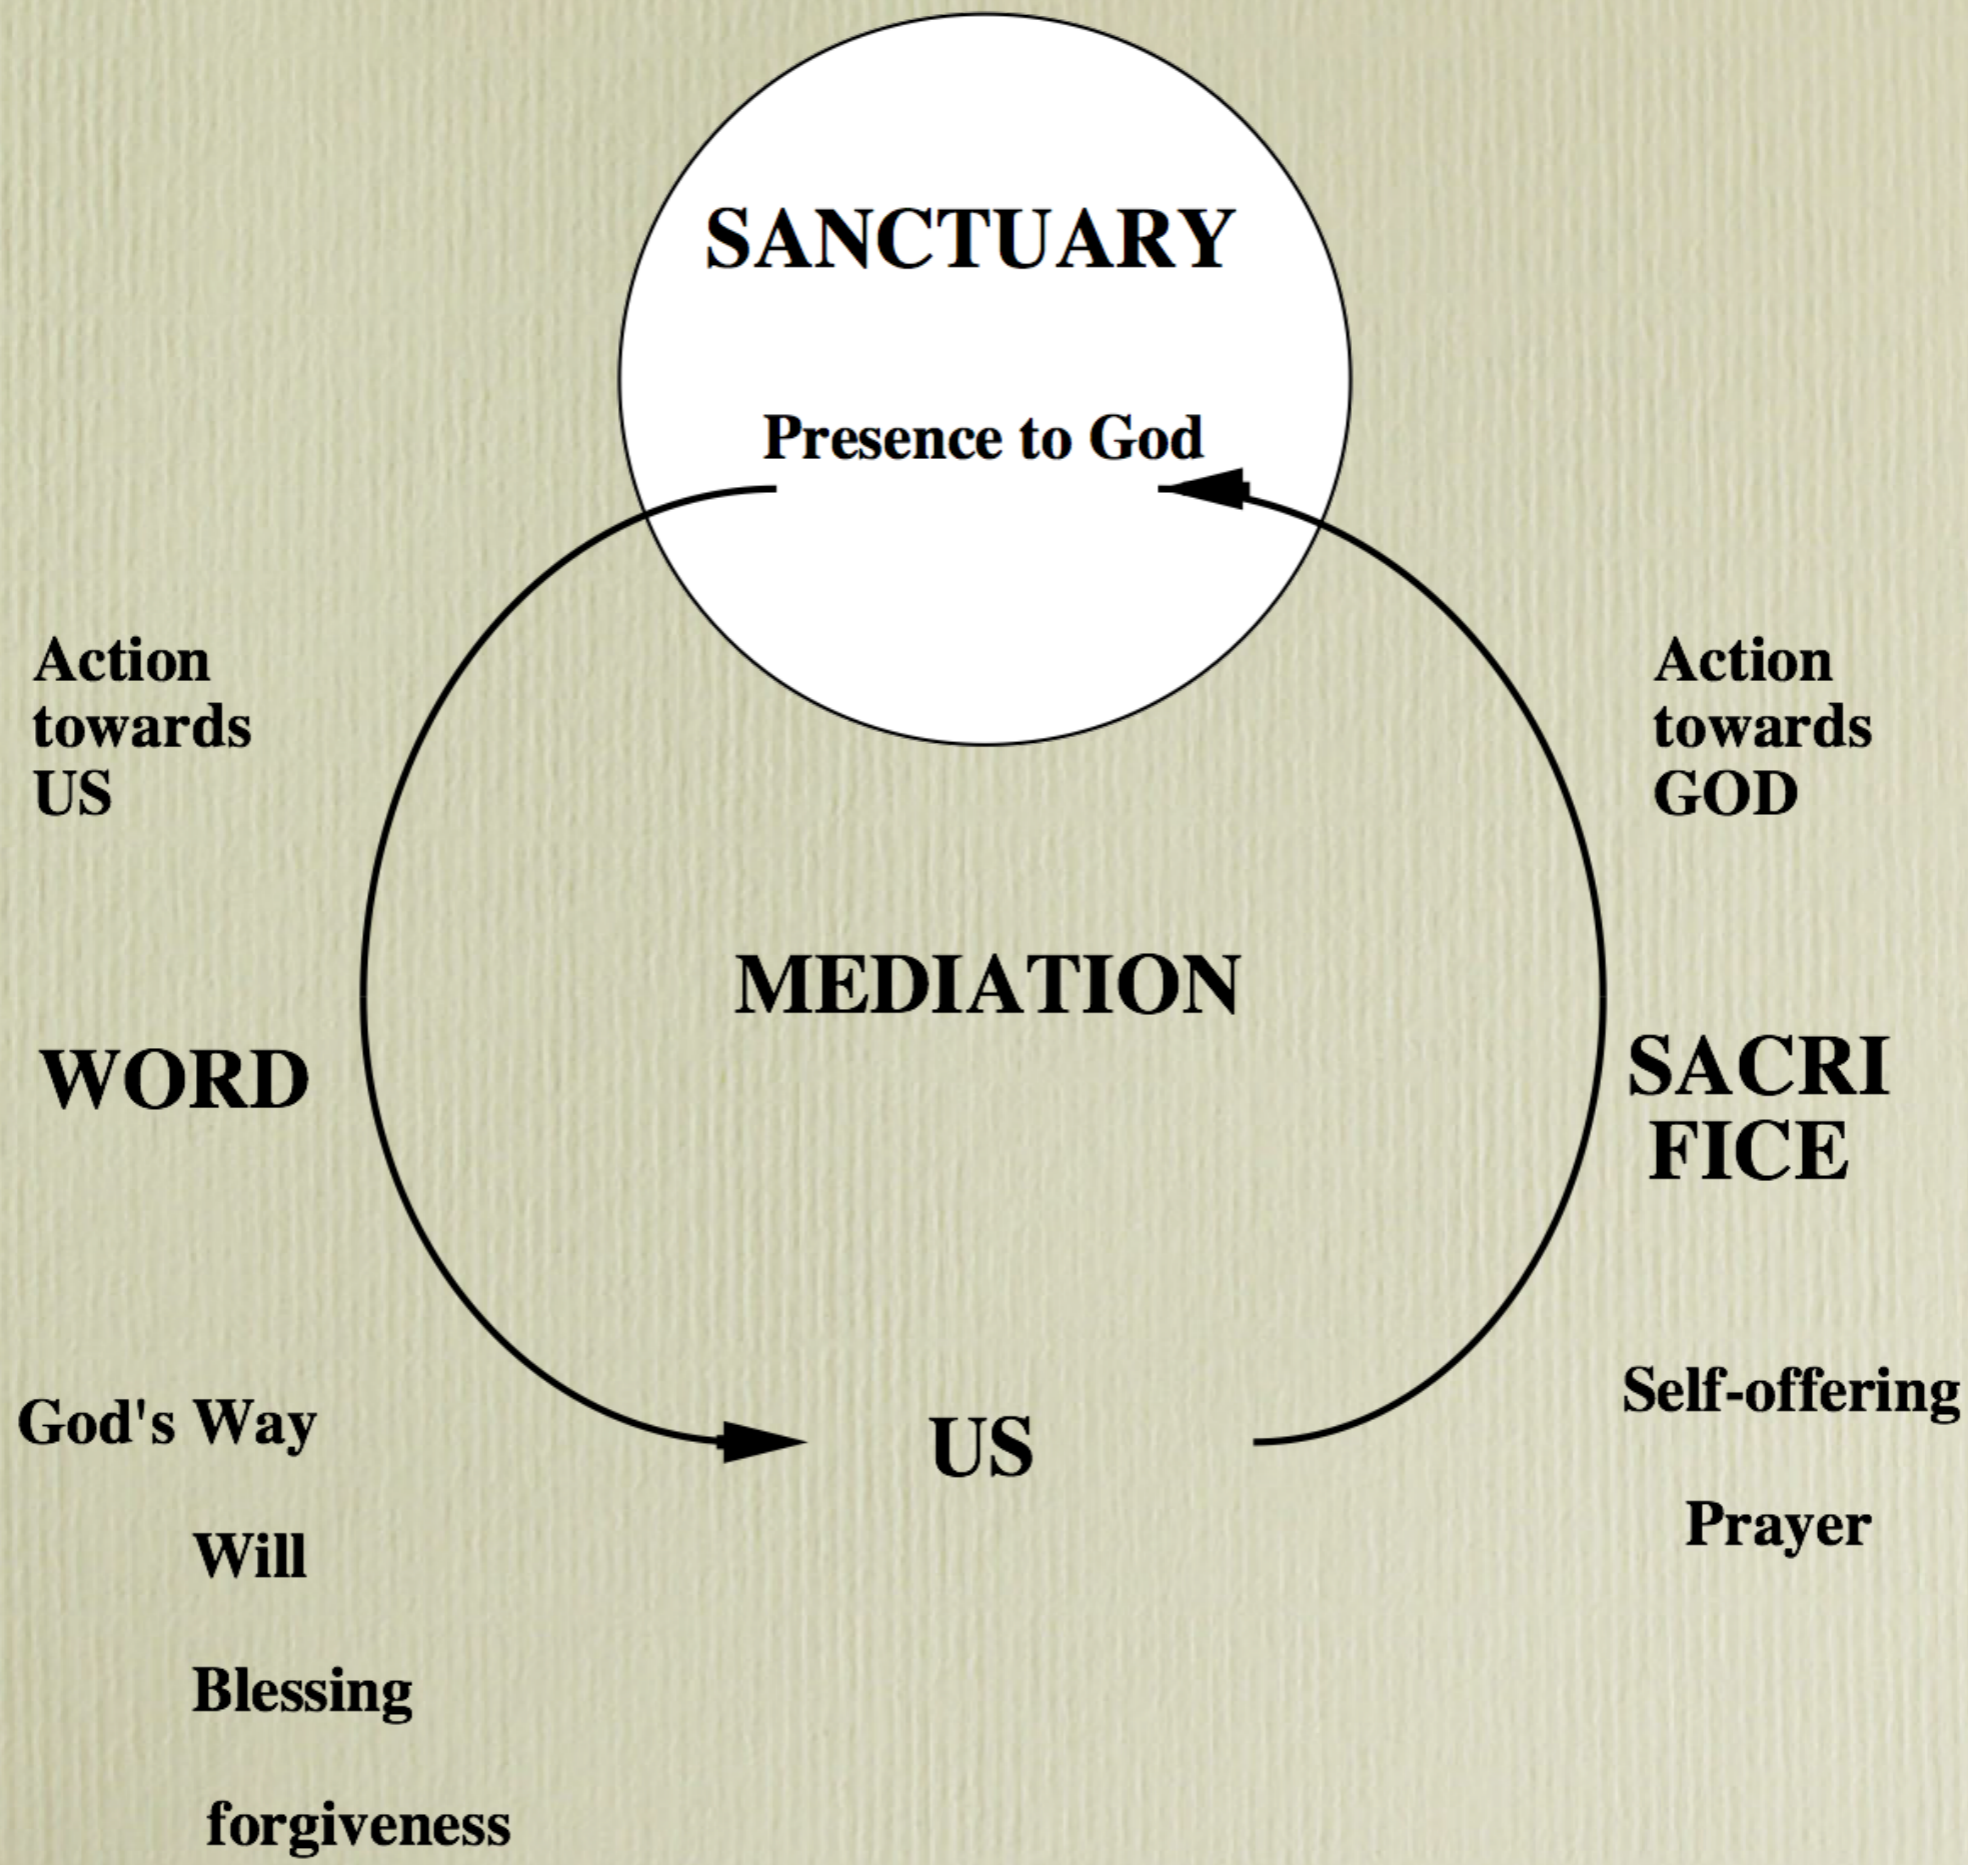 SANCTUARY
Presence to God
Action
towards
US
Action
towards
GOD
MEDIATION
WORD
SACRI
FICE
God's Way
Will
Blessing
forgiveness
US
Self-offering
Prayer